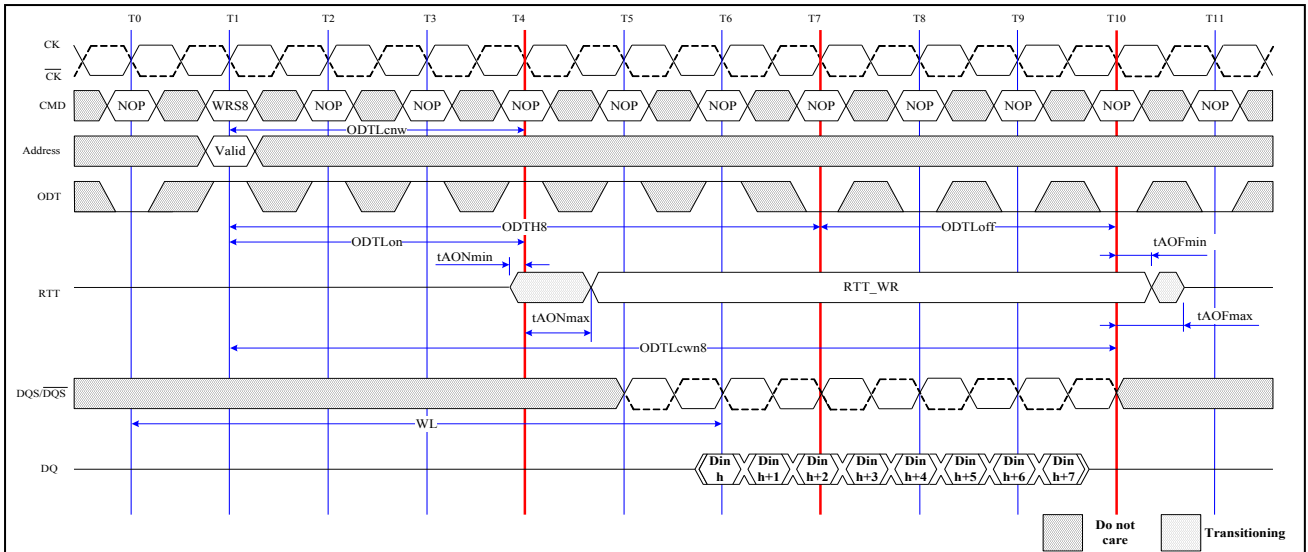 T0 T1 T2 T3 T4 T5 T6 T7 T8 T9 T10 T11
CK
CK
CMD NOP WRS8 NOP NOP NOP NOP NOP NOP NOP NOP NOP NOP
ODTLcnw
Address Valid
ODT
ODTH8 ODTLoff
ODTLon
tAONmin tAOFmin
RTT RTT_WR
tAONmax tAOFmax
ODTLcwn8
DQS/DQS
WL
DQ Din h Din h+1 Din h+2 Din h+3 Din h+4 Din h+5 Din h+6 Din h+7
Do not care Transitioning